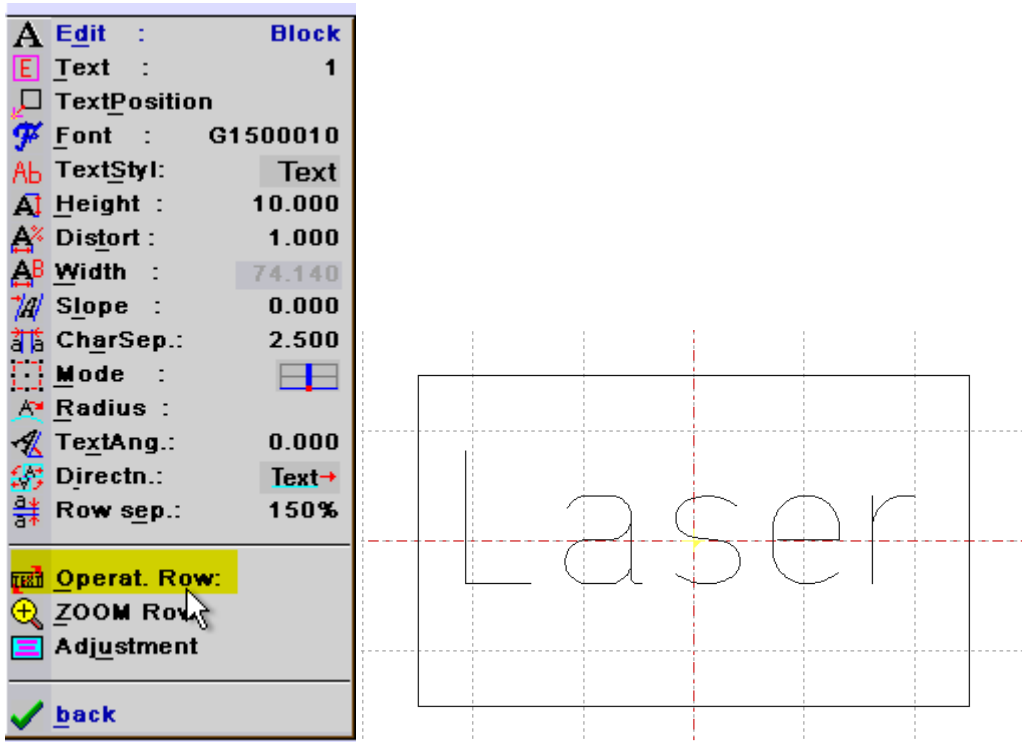 Edit : Block
Text : 1
TextPosition
Font : G1500010
TextStyl: Text
Height : 10.000
Distort : 1.000
Width : 74.140
Slope : 0.000
CharSep.: 2.500
Mode :
Radius :
TextAng.: 0.000
Directn.: Text→
Row sep.: 150%
Operat. Row:
ZOOM Row
Adjustment
back
Laser